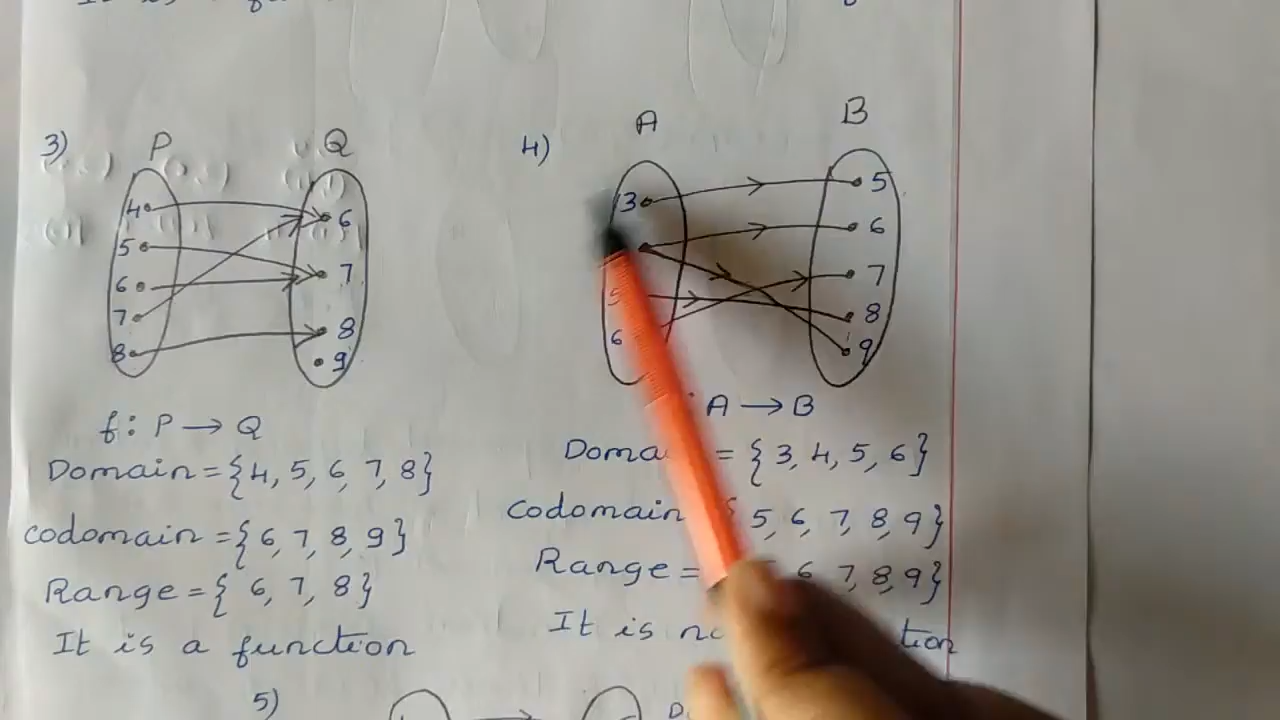 3)
P
Q
4
5
6
7
8
6
7
8
9
f: P → Q
Domain = {4, 5, 6, 7, 8}
codomain = {6, 7, 8, 9}
Range = { 6, 7, 8}
It is a function
4)
A
B
3
5
6
5
6
7
8
9
: A → B
= {3, 4, 5, 6}
codomain 5, 6, 7, 8, 9}
Range = 6, 7, 8, 9}
It is
5)